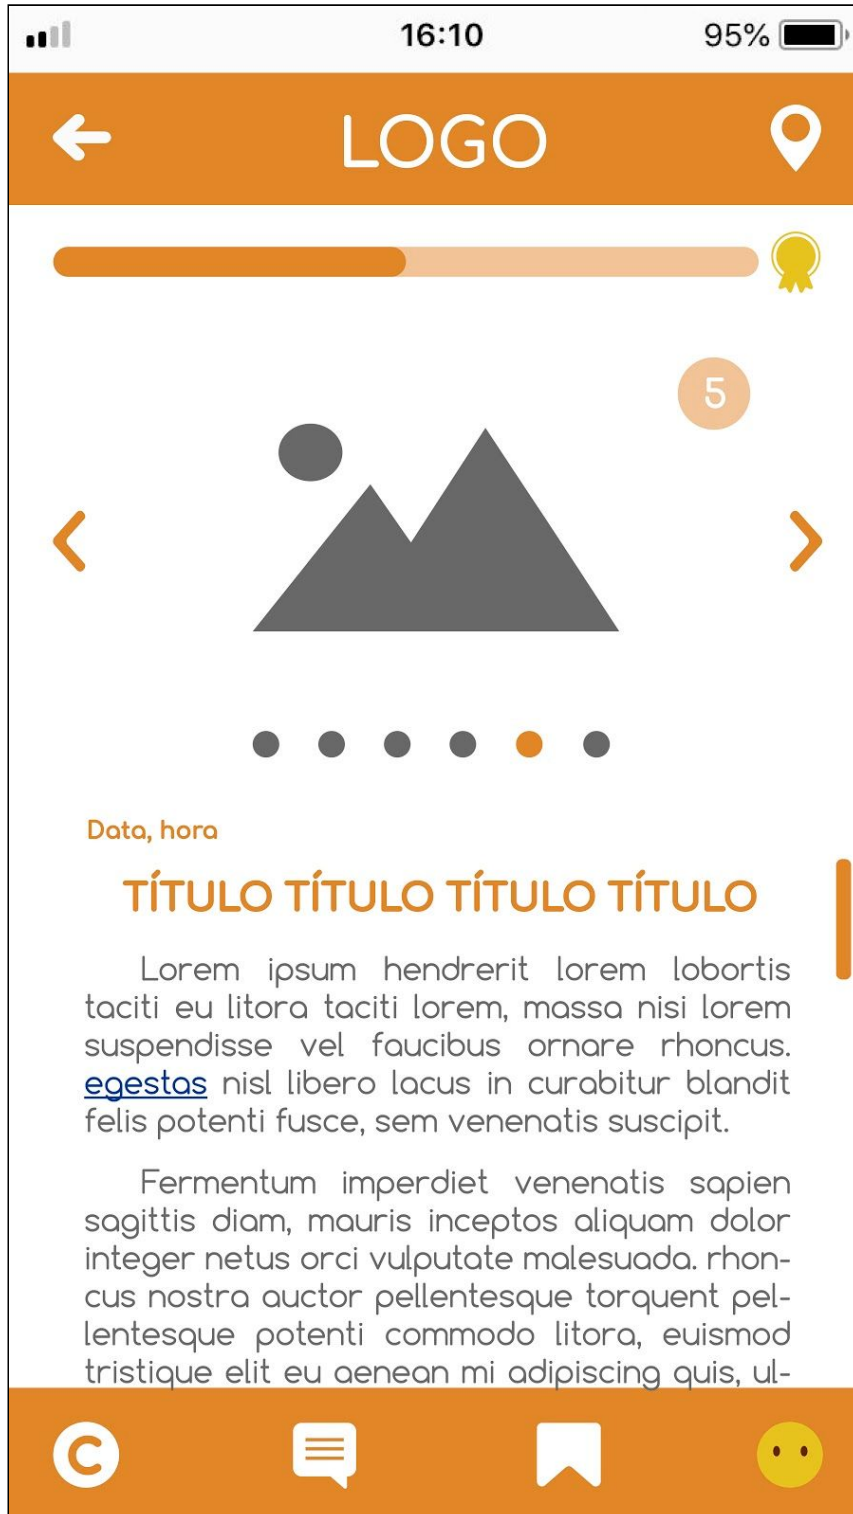 16:10
95%
LOGO
5
Data, hora
TÍTULO TÍTULO TÍTULO TÍTULO
Lorem ipsum hendrerit lorem lobortis
taciti eu litora taciti lorem, massa nisi lorem
suspendisse vel faucibus ornare rhoncus.
egestas nisl libero lacus in curabitur blandit
felis potenti fusce, sem venenatis suscipit.
Fermentum imperdiet venenatis sapien
sagittis diam, mauris inceptos aliquam dolor
integer netus orci vulputate malesuada. rhon-
cus nostra auctor pellentesque torquent pel-
lentesque potenti commodo litora, euismod
tristique elit eu aenean mi adipiscing quis, ul-
C